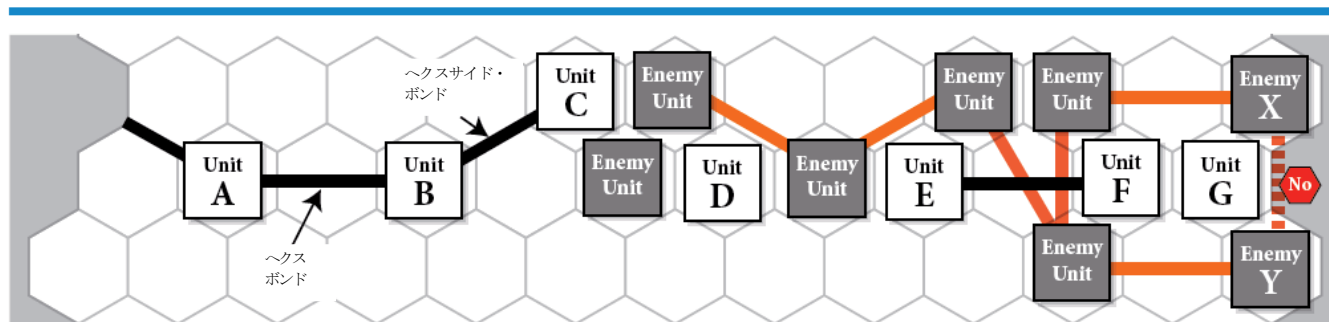 ヘクスサイド・
ボンド
Unit
C
Enemy
Unit
Enemy
Unit
Enemy
Unit
Enemy
X
Unit
A
Unit
B
Enemy
Unit
Unit
D
Enemy
Unit
Unit
E
Unit
F
Unit
G
No
ヘクス
ボンド
Enemy
Unit
Enemy
Y